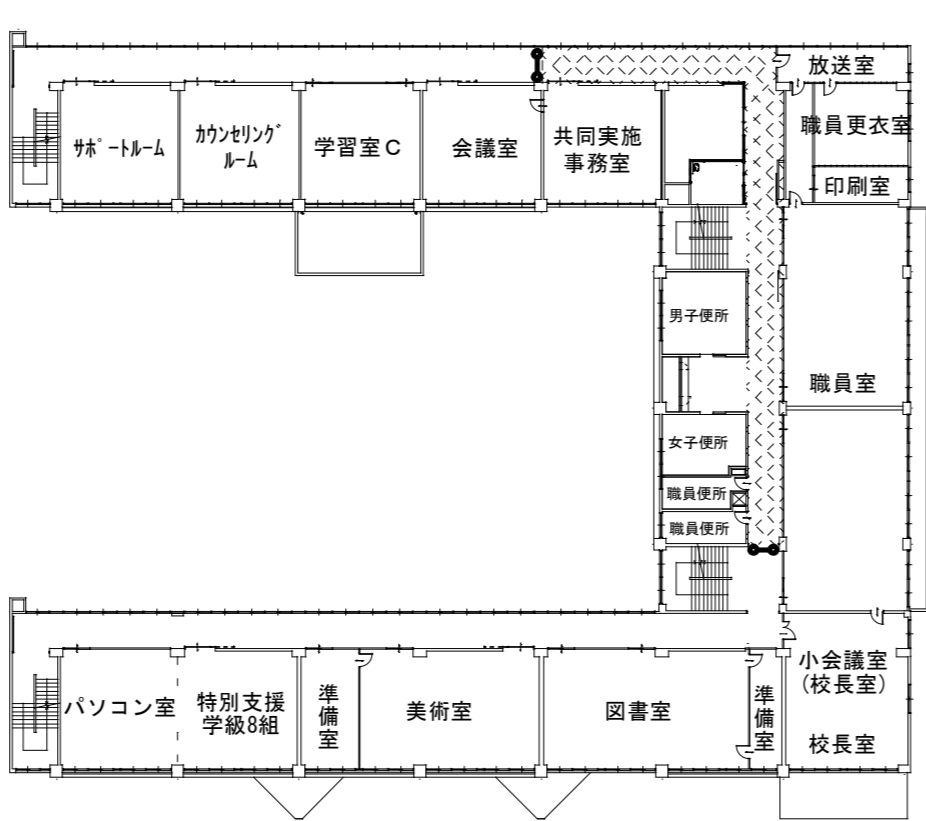 放送室
サポートルーム
カウンセリング
ルーム
学習室C
会議室
共同実施
事務室
職員更衣室
印刷室
男子便所
職員室
女子便所
職員便所
職員便所
パソコン室
特別支援
学級8組
準備室
美術室
図書室
準備室
小会議室
(校長室)
校長室